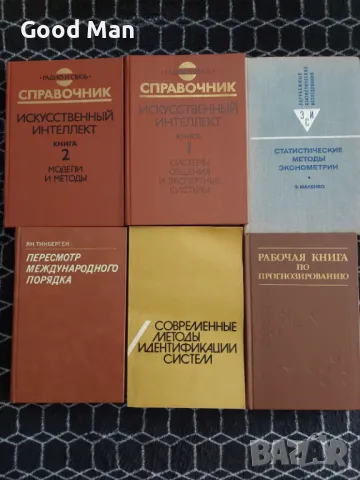 Good Man
РАДИО И СВЯЗЬ
СПРАВОЧНИК
ИСКУССТВЕННЫЙ
ИНТЕЛЛЕКТ
КНИГА
2
МОДЕЛИ
И МЕТОДЫ
СПРАВОЧНИК
ИСКУССТВЕННЫЙ
ИНТЕЛЛЕКТ
КНИГА
1
СИСТЕМЫ
ОБЩЕНИЯ
И ЭКСПЕРТНЫЕ
СИСТЕМЫ
СТАТИСТИЧЕСКИЕ
МЕТОДЫ
ЭКОНОМЕТРИИ
Э. МАЛЕНВО
ЯН ТИНБЕРГЕН
ПЕРЕСМОТР
МЕЖДУНАРОДНОГО
ПОРЯДКА
СОВРЕМЕННЫЕ
МЕТОДЫ
ИДЕНТИФИКАЦИИ
СИСТЕМ
РАБОЧАЯ КНИГА
ПО
ПРОГНОЗИРОВАНИЮ
BAZAR